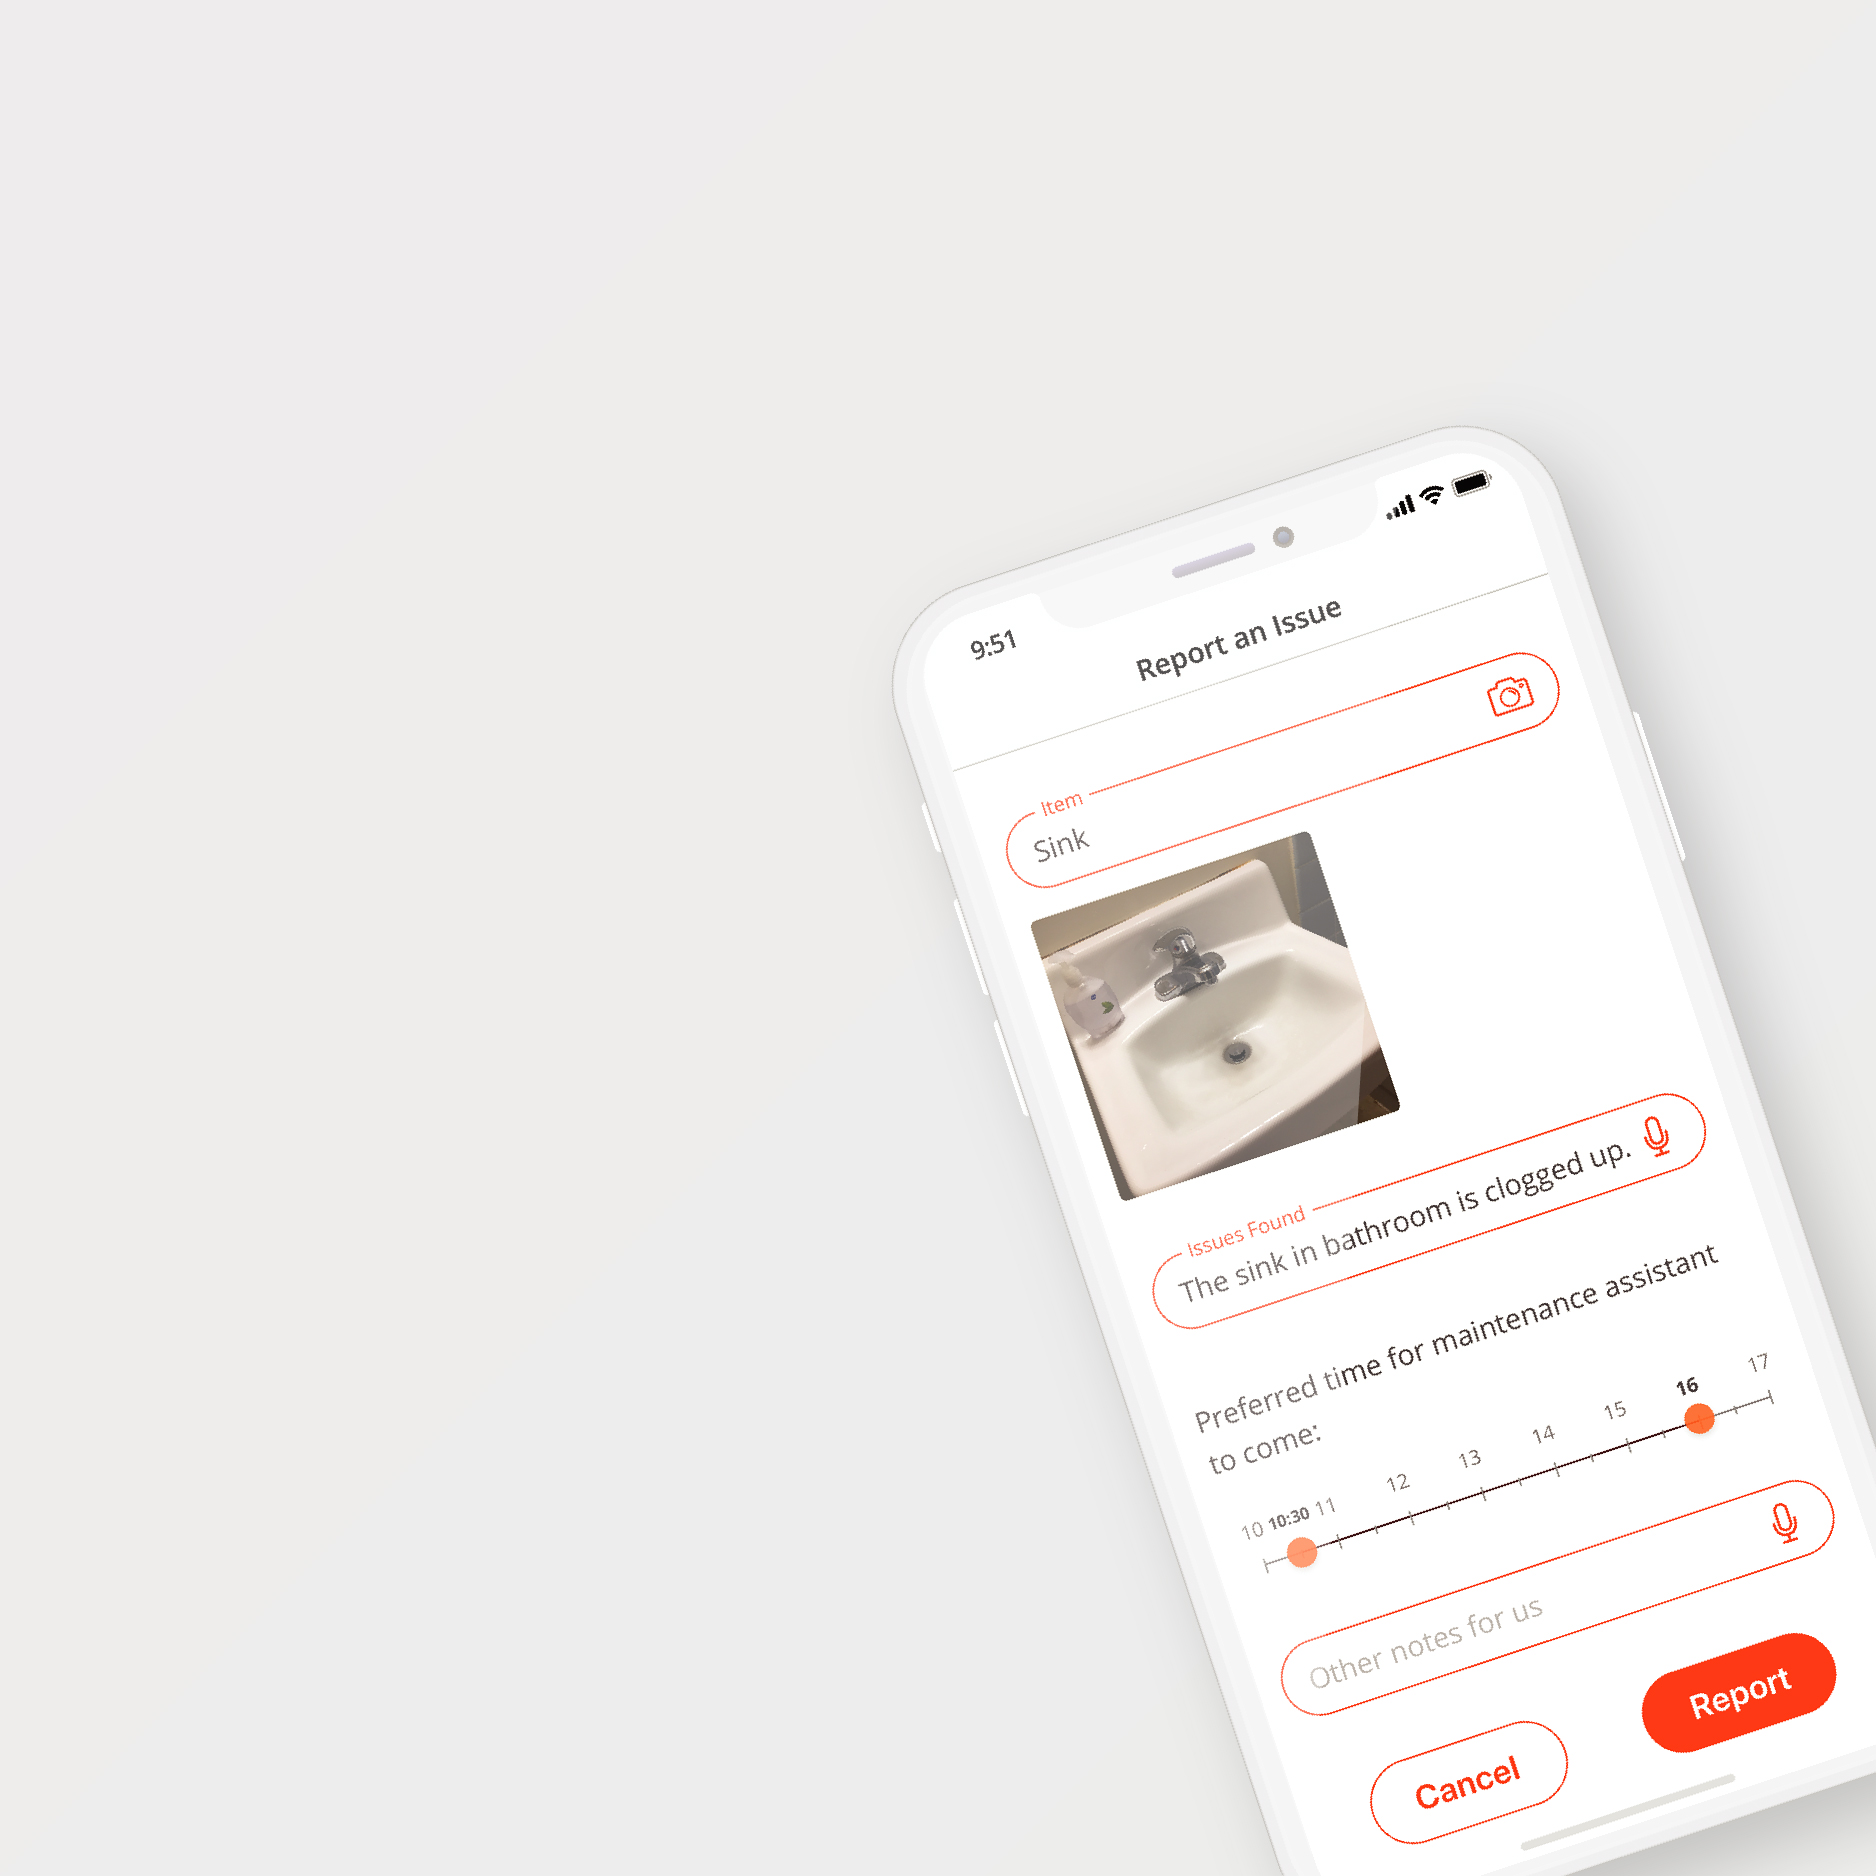 9:51
Report an Issue
Item
Sink
Issues Found
The sink in bathroom is clogged up.
Preferred time for maintenance assistant
to come:
10 10:30 11 12 13 14 15 16 17
Other notes for us
Cancel
Report